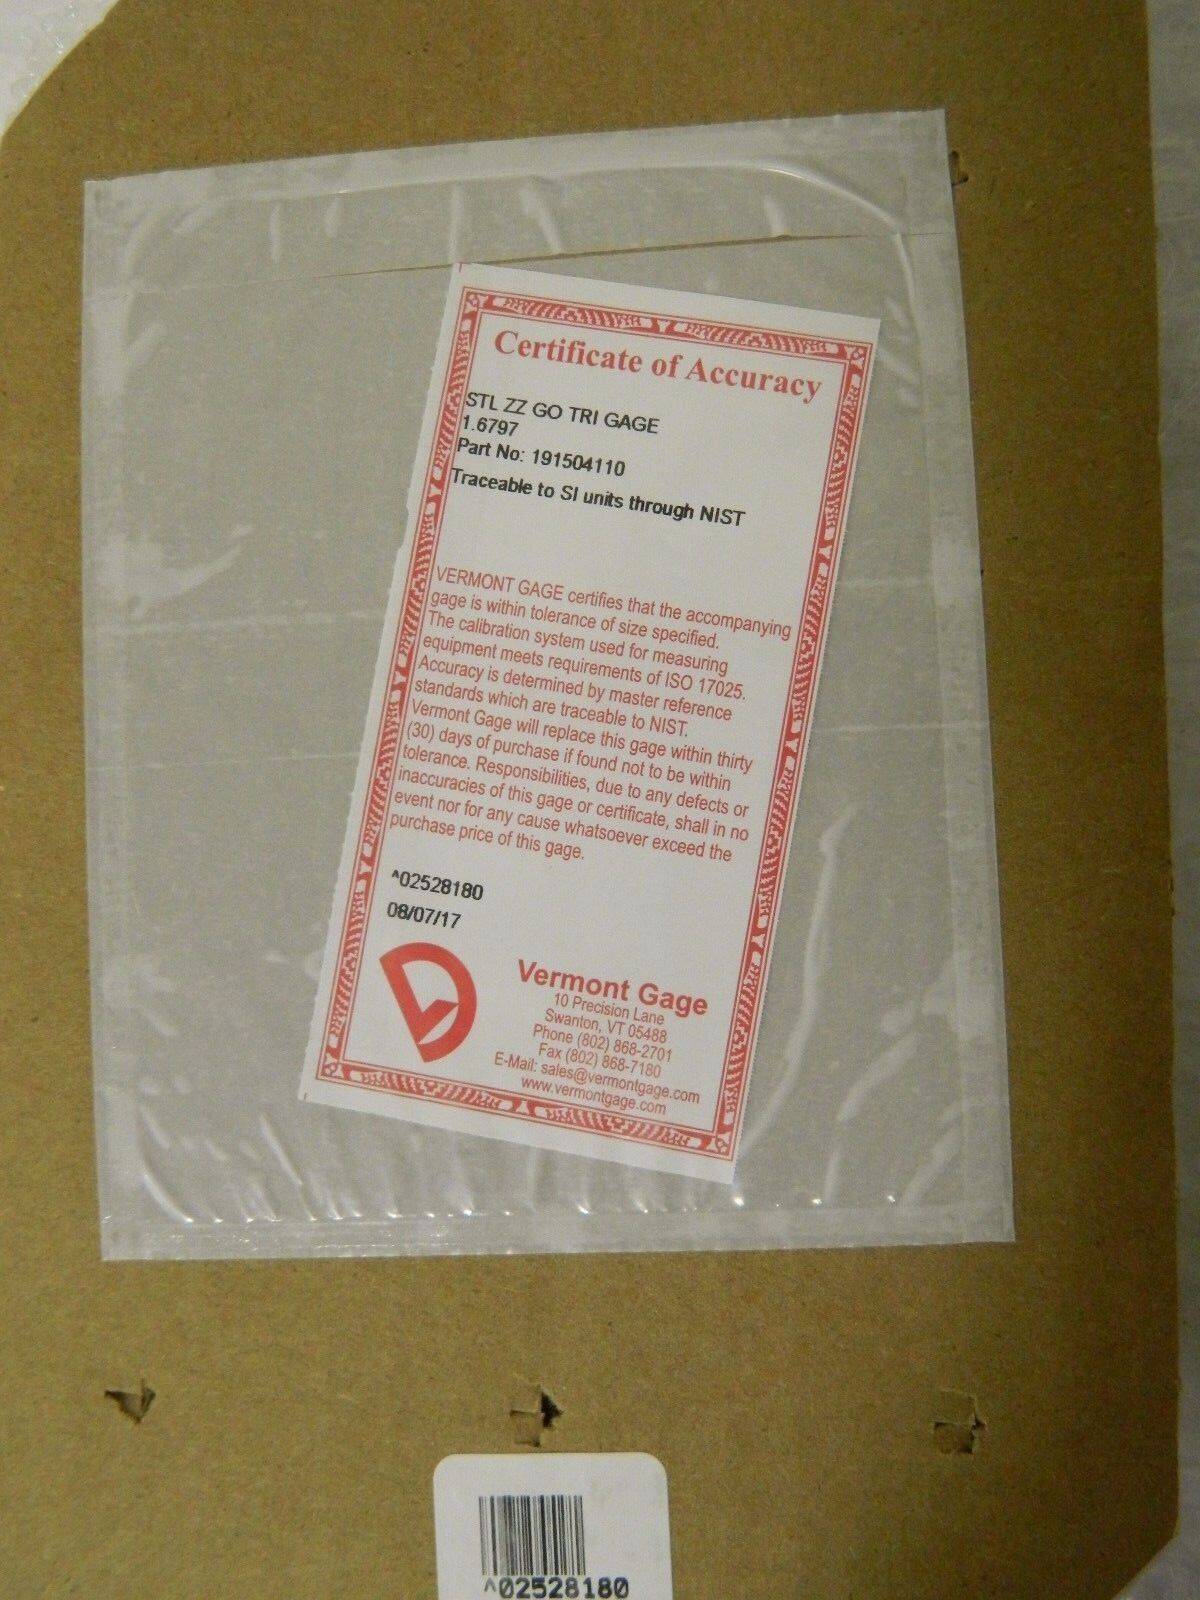 Certificate of Accuracy
STL ZZ GO TRI GAGE
1.6797
Part No: 191504110
Traceable to SI units through NIST
VERMONT GAGE certifies that the accompanying
gage is within tolerance of size specified.
The calibration system used for measuring
equipment meets requirements of ISO 17025.
Accuracy is determined by master reference
standards which are traceable to NIST.
Vermont Gage will replace this gage within thirty
(30) days of purchase if found not to be within
tolerance. Responsibilities, due to any defects or
inaccuracies of this gage or certificate, shall in no
event nor for any cause whatsoever exceed the
purchase price of this gage.
^02528180
08/07/17
Vermont Gage
10 Precision Lane
Swanton, VT 05488
Phone (802) 868-2701
Fax (802) 868-7180
E-Mail: sales@vermontgage.com
www.vermontgage.com
^02528180